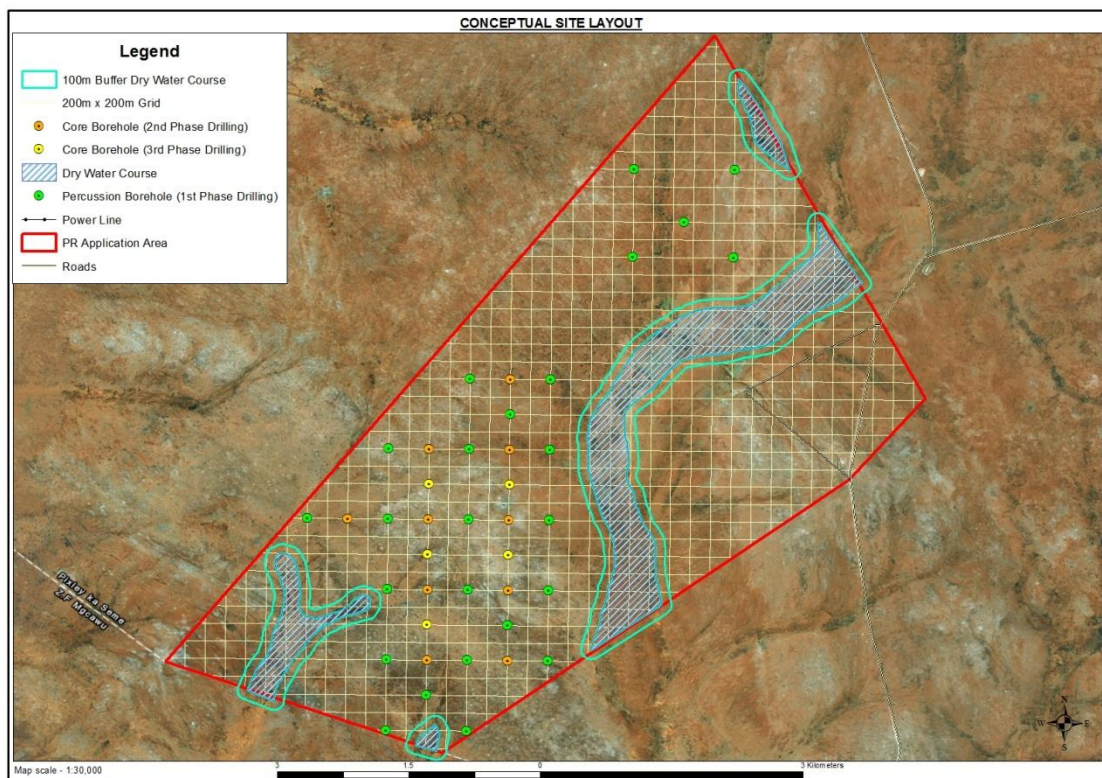 CONCEPTUAL SITE LAYOUT
Legend
100m Buffer Dry Water Course
200m x 200m Grid
Core Borehole (2nd Phase Drilling)
Core Borehole (3rd Phase Drilling)
Dry Water Course
Percussion Borehole (1st Phase Drilling)
Power Line
PR Application Area
Roads
Pixley ka Seme
Z F Mgcawu
N
W E
S
Map scale - 1:30,000
3 1.5 0 3 Kilometers